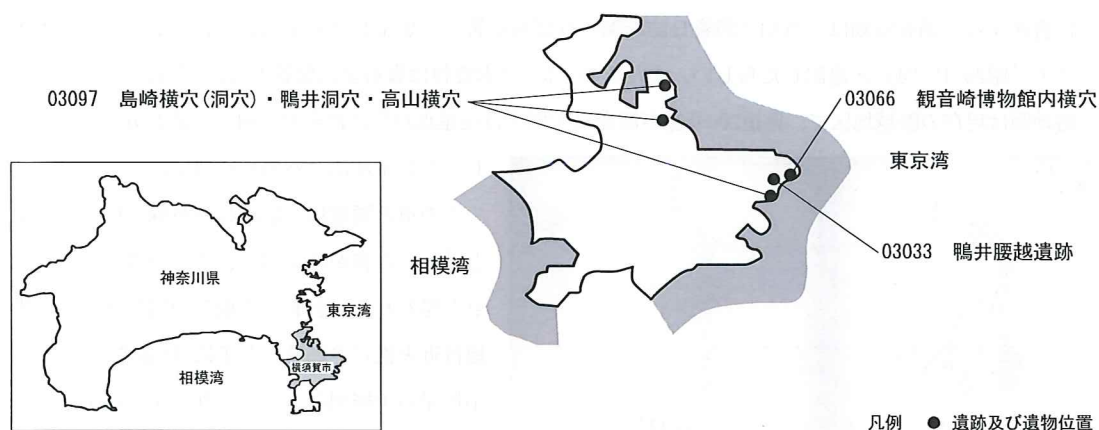 03097 島崎横穴(洞穴)・鴨井洞穴・高山横穴
03066 観音崎博物館内横穴
東京湾
03033 鴨井腰越遺跡
相模湾
神奈川県
東京湾
横須賀市
相模湾
凡例 ● 遺跡及び遺物位置